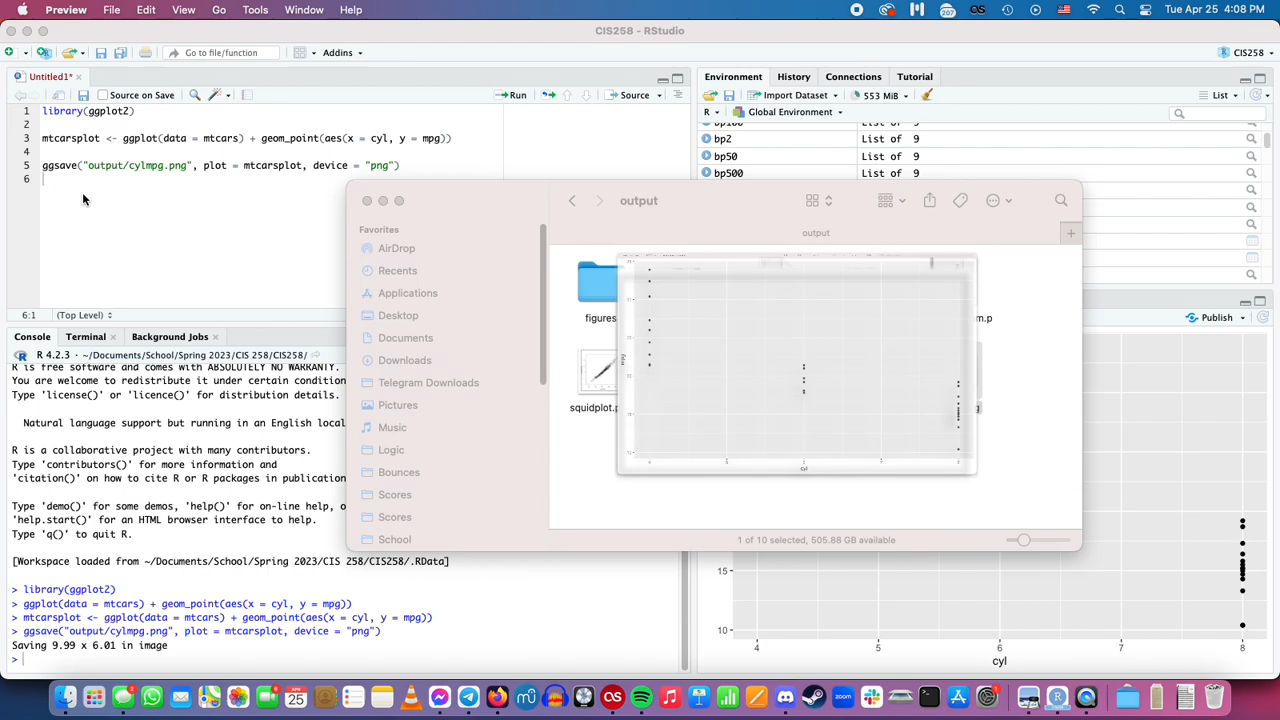 Preview File Edit View Go Tools Window Help
207
Tue Apr 25 4:08 PM
CIS258 - RStudio
Go to file/function
Addins
CIS258
Untitled1*
Source on Save
Run
Source
1 library(ggplot2)
2
3 mtcarsplot <- ggplot(data = mtcars) + geom_point(aes(x = cyl, y = mpg))
4
5 ggsave("output/cylmpg.png", plot = mtcarsplot, device = "png")
6
6:1 (Top Level)
Environment History Connections Tutorial
Import Dataset 553 MiB List
R Global Environment
bp100
bp2 List of 9
bp50 List of 9
bp500 List of 9
Publish
output
output
Favorites
AirDrop
Recents
Applications
Desktop
Documents
Downloads
Telegram Downloads
Pictures
Music
Logic
Bounces
Scores
Scores
School
figures
m.p
squidplot.p
mpg
cyl
1 of 10 selected, 505.88 GB available
Console Terminal Background Jobs
R 4.2.3 · ~/Documents/School/Spring 2023/CIS 258/CIS258/
R is free software and comes with ABSOLUTELY NO WARRANTY.
You are welcome to redistribute it under certain condition
Type 'license()' or 'licence()' for distribution details.
Natural language support but running in an English local
R is a collaborative project with many contributors.
Type 'contributors()' for more information and
'citation()' on how to cite R or R packages in publication
Type 'demo()' for some demos, 'help()' for on-line help, o
'help.start()' for an HTML browser interface to help.
Type 'q()' to quit R.
[Workspace loaded from ~/Documents/School/Spring 2023/CIS 258/CIS258/.RData]
> library(ggplot2)
> ggplot(data = mtcars) + geom_point(aes(x = cyl, y = mpg))
> mtcarsplot <- ggplot(data = mtcars) + geom_point(aes(x = cyl, y = mpg))
> ggsave("output/cylmpg.png", plot = mtcarsplot, device = "png")
Saving 9.99 x 6.01 in image
>
15
10
4 5 6 7 8
cyl
APR
25
zoom